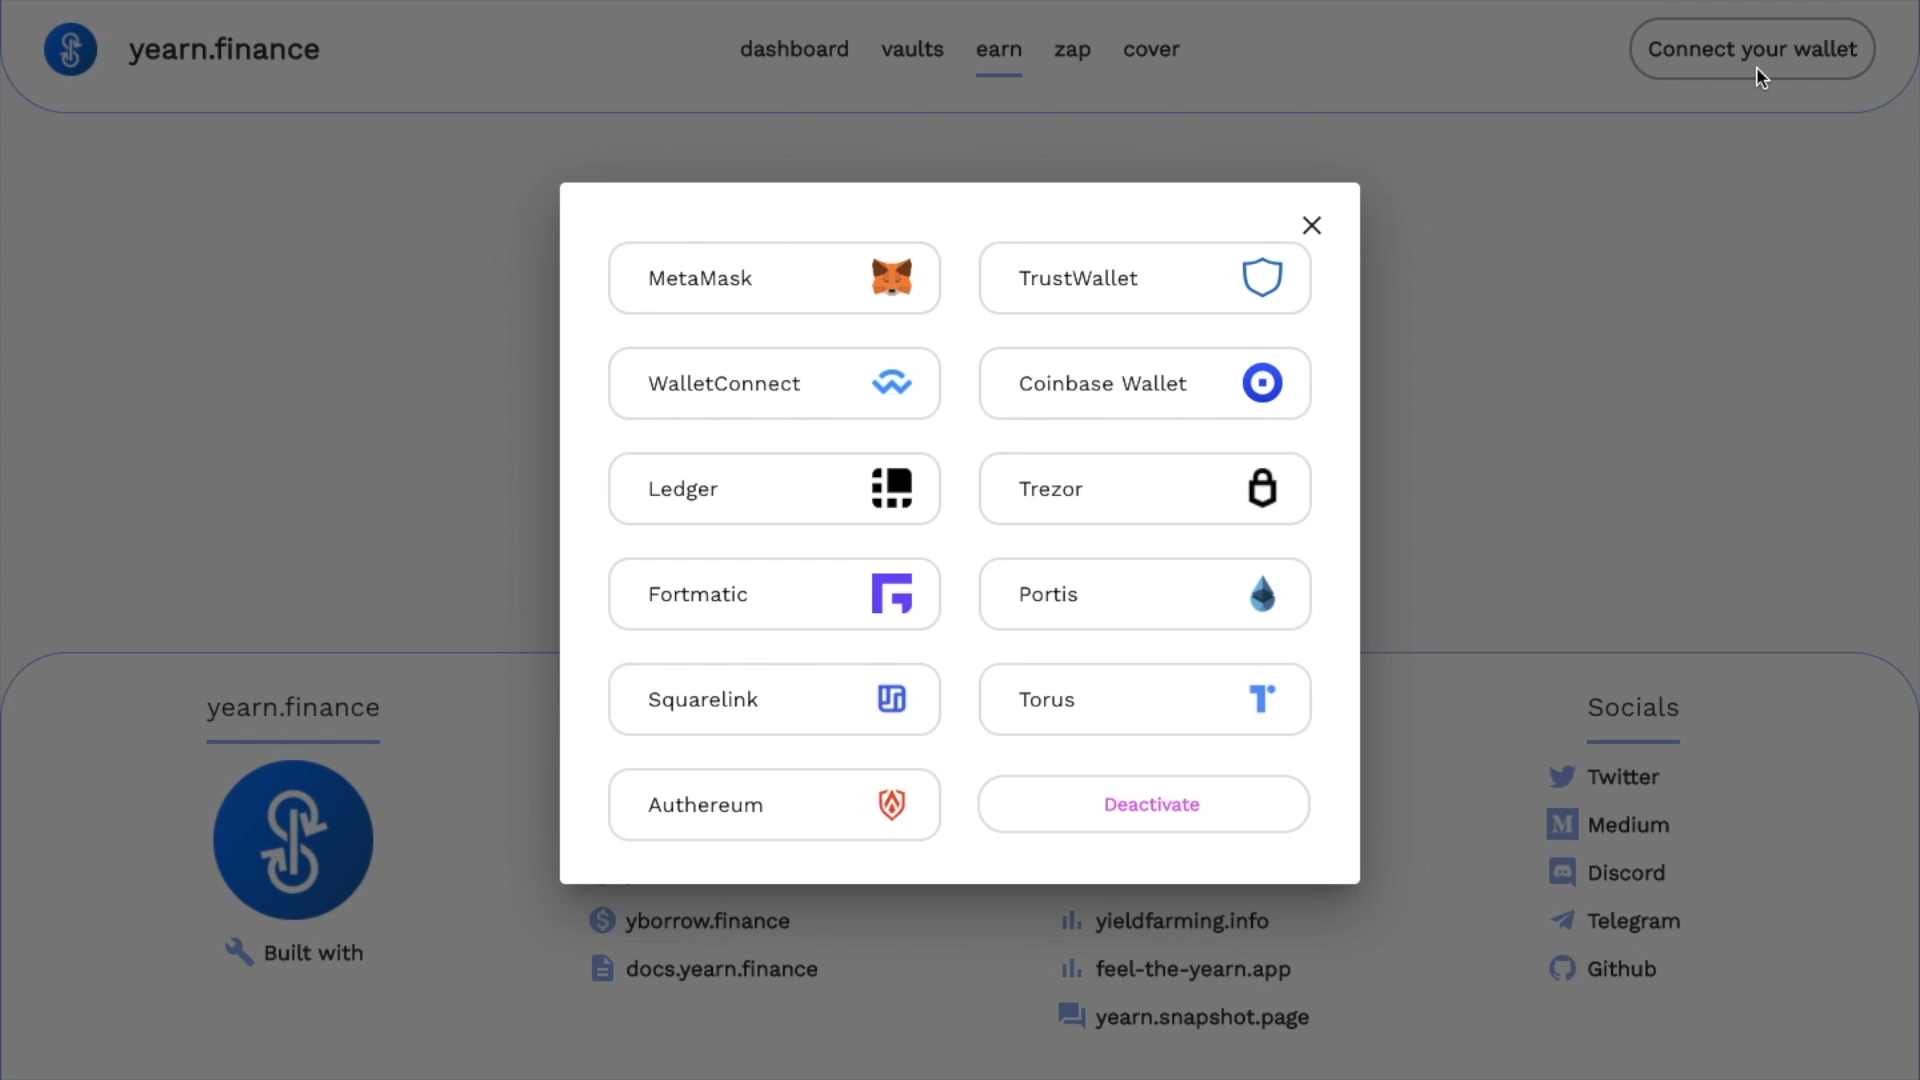 yearn.finance
dashboard vaults earn zap cover
Connect your wallet
MetaMask
TrustWallet
WalletConnect
Coinbase Wallet
Ledger
Trezor
Fortmatic
Portis
Squarelink
Torus
Authereum
Deactivate
yearn.finance
Built with
yborrow.finance
docs.yearn.finance
yieldfarming.info
feel-the-yearn.app
yearn.snapshot.page
Socials
Twitter
Medium
Discord
Telegram
Github